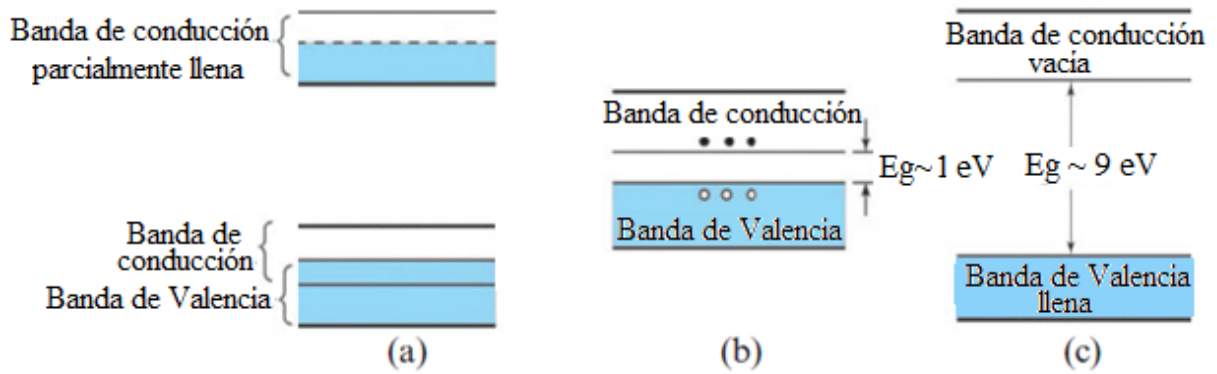 Banda de conducción
parcialmente llena
Banda de
conducción
Banda de Valencia
(a)
Banda de conducción
Eg~1 eV
Banda de Valencia
(b)
Banda de conducción
vacía
Eg ~ 9 eV
Banda de Valencia
llena
(c)